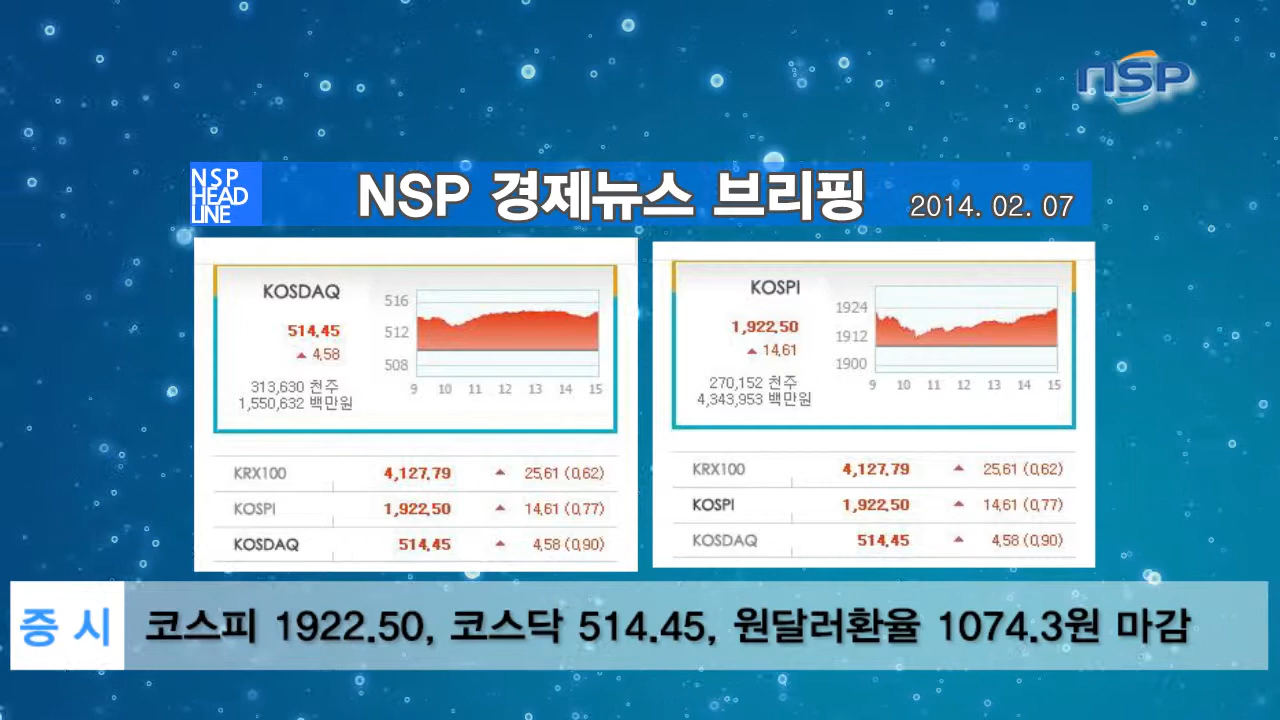 nsp
NSP
HEAD
LINE
NSP 경제뉴스 브리핑
2014. 02. 07
KOSDAQ
514.45
▲ 4.58
313,630 천주
1,550,632 백만원
516
512
508
9 10 11 12 13 14 15
KRX100 4,127.79 ▲ 25.61 (0.62)
KOSPI 1,922.50 ▲ 14.61 (0.77)
KOSDAQ 514.45 ▲ 4.58 (0.90)
KOSPI
1,922.50
▲ 14.61
270,152 천주
4,343,953 백만원
1924
1912
1900
9 10 11 12 13 14 15
KRX100 4,127.79 ▲ 25.61 (0.62)
KOSPI 1,922.50 ▲ 14.61 (0.77)
KOSDAQ 514.45 ▲ 4.58 (0.90)
증 시
코스피 1922.50, 코스닥 514.45, 원달러환율 1074.3원 마감